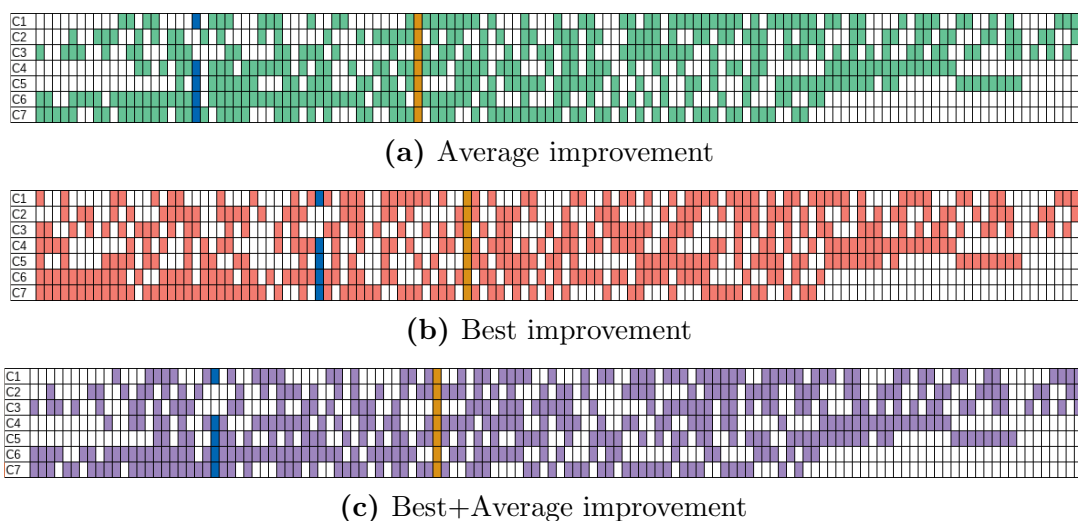 C1
C2
C3
C4
C5
C6
C7
(a) Average improvement
C1
C2
C3
C4
C5
C6
C7
(b) Best improvement
C1
C2
C3
C4
C5
C6
C7
(c) Best+Average improvement